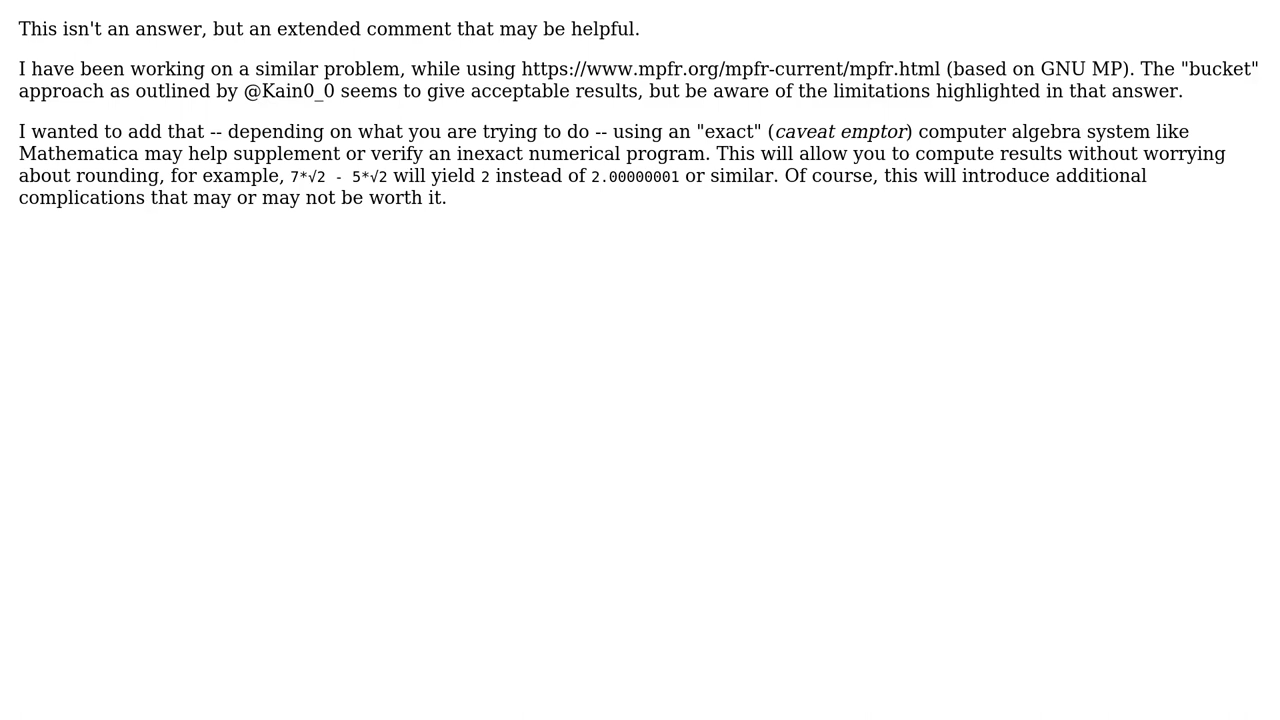 This isn't an answer, but an extended comment that may be helpful.
I have been working on a similar problem, while using https://www.mpfr.org/mpfr-current/mpfr.html (based on GNU MP). The "bucket"
approach as outlined by @Kain0_0 seems to give acceptable results, but be aware of the limitations highlighted in that answer.
I wanted to add that -- depending on what you are trying to do -- using an "exact" (caveat emptor) computer algebra system like
Mathematica may help supplement or verify an inexact numerical program. This will allow you to compute results without worrying
about rounding, for example, 7*√2 - 5*√2 will yield 2 instead of 2.00000001 or similar. Of course, this will introduce additional
complications that may or may not be worth it.